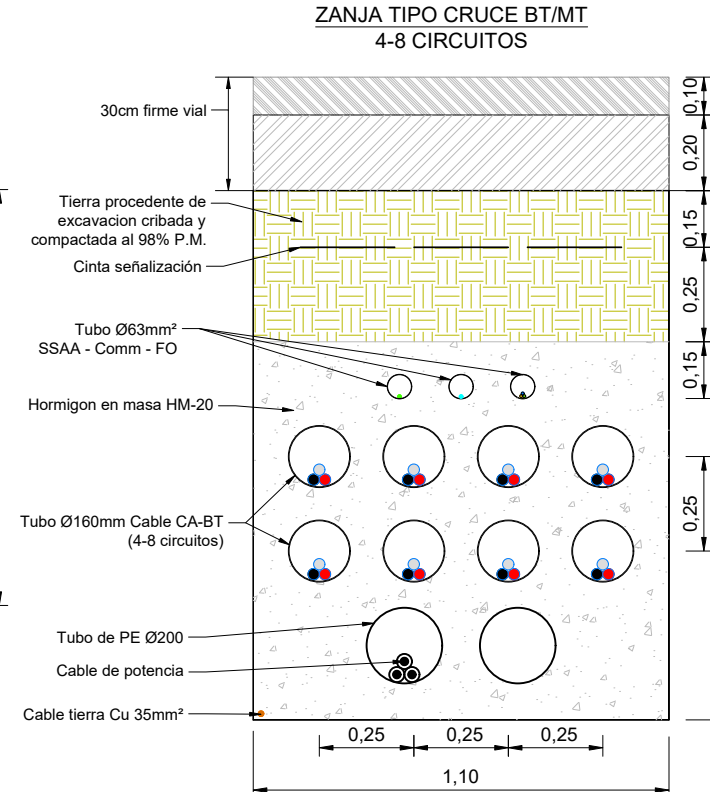 ZANJA TIPO CRUCE BT/MT
4-8 CIRCUITOS
30cm firme vial
0,10
0,20
Tierra procedente de
excavacion cribada y
compactada al 98% P.M.
0,15
Cinta señalización
0,25
Tubo Ø63mm²
SSAA - Comm - FO
0,15
Hormigon en masa HM-20
0,25
Tubo Ø160mm Cable CA-BT
(4-8 circuitos)
Tubo de PE Ø200
Cable de potencia
Cable tierra Cu 35mm²
0,25
0,25
0,25
1,10